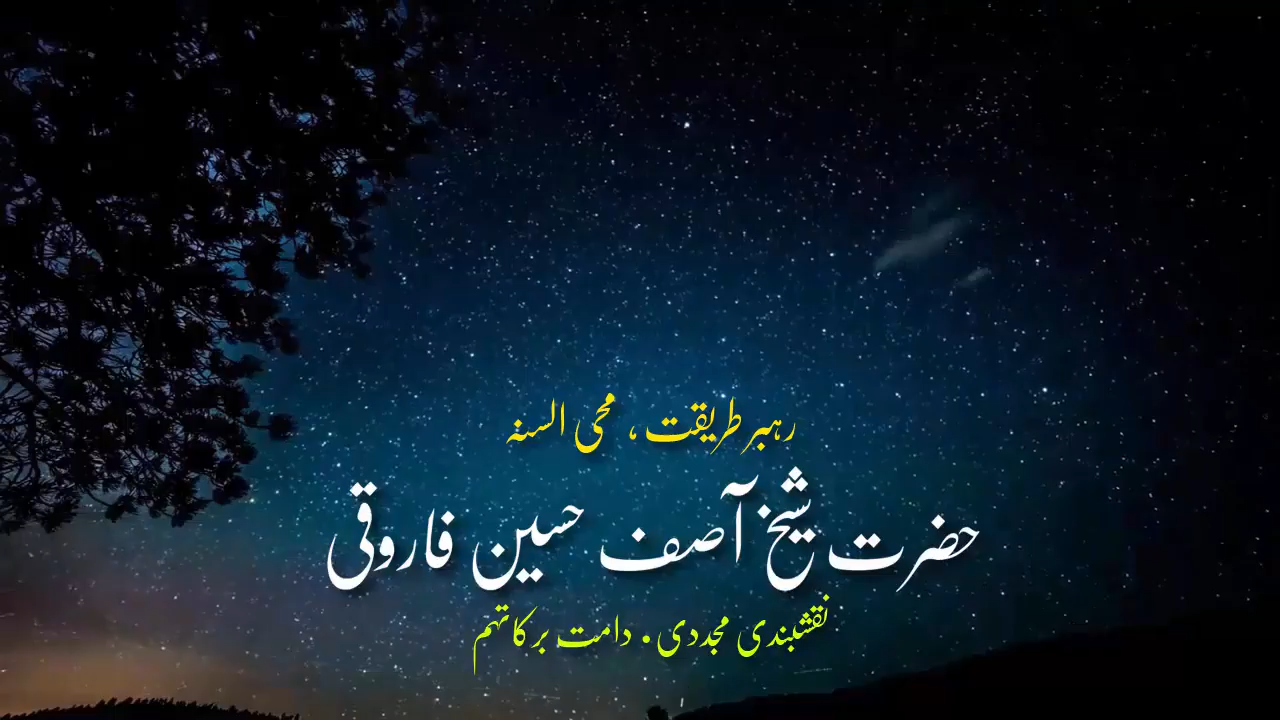 رہبر طریقت، محی السنہ
حضرت شیخ آصف حسین فاروقی
نقشبندی مجددی۔ دامت برکاتہم